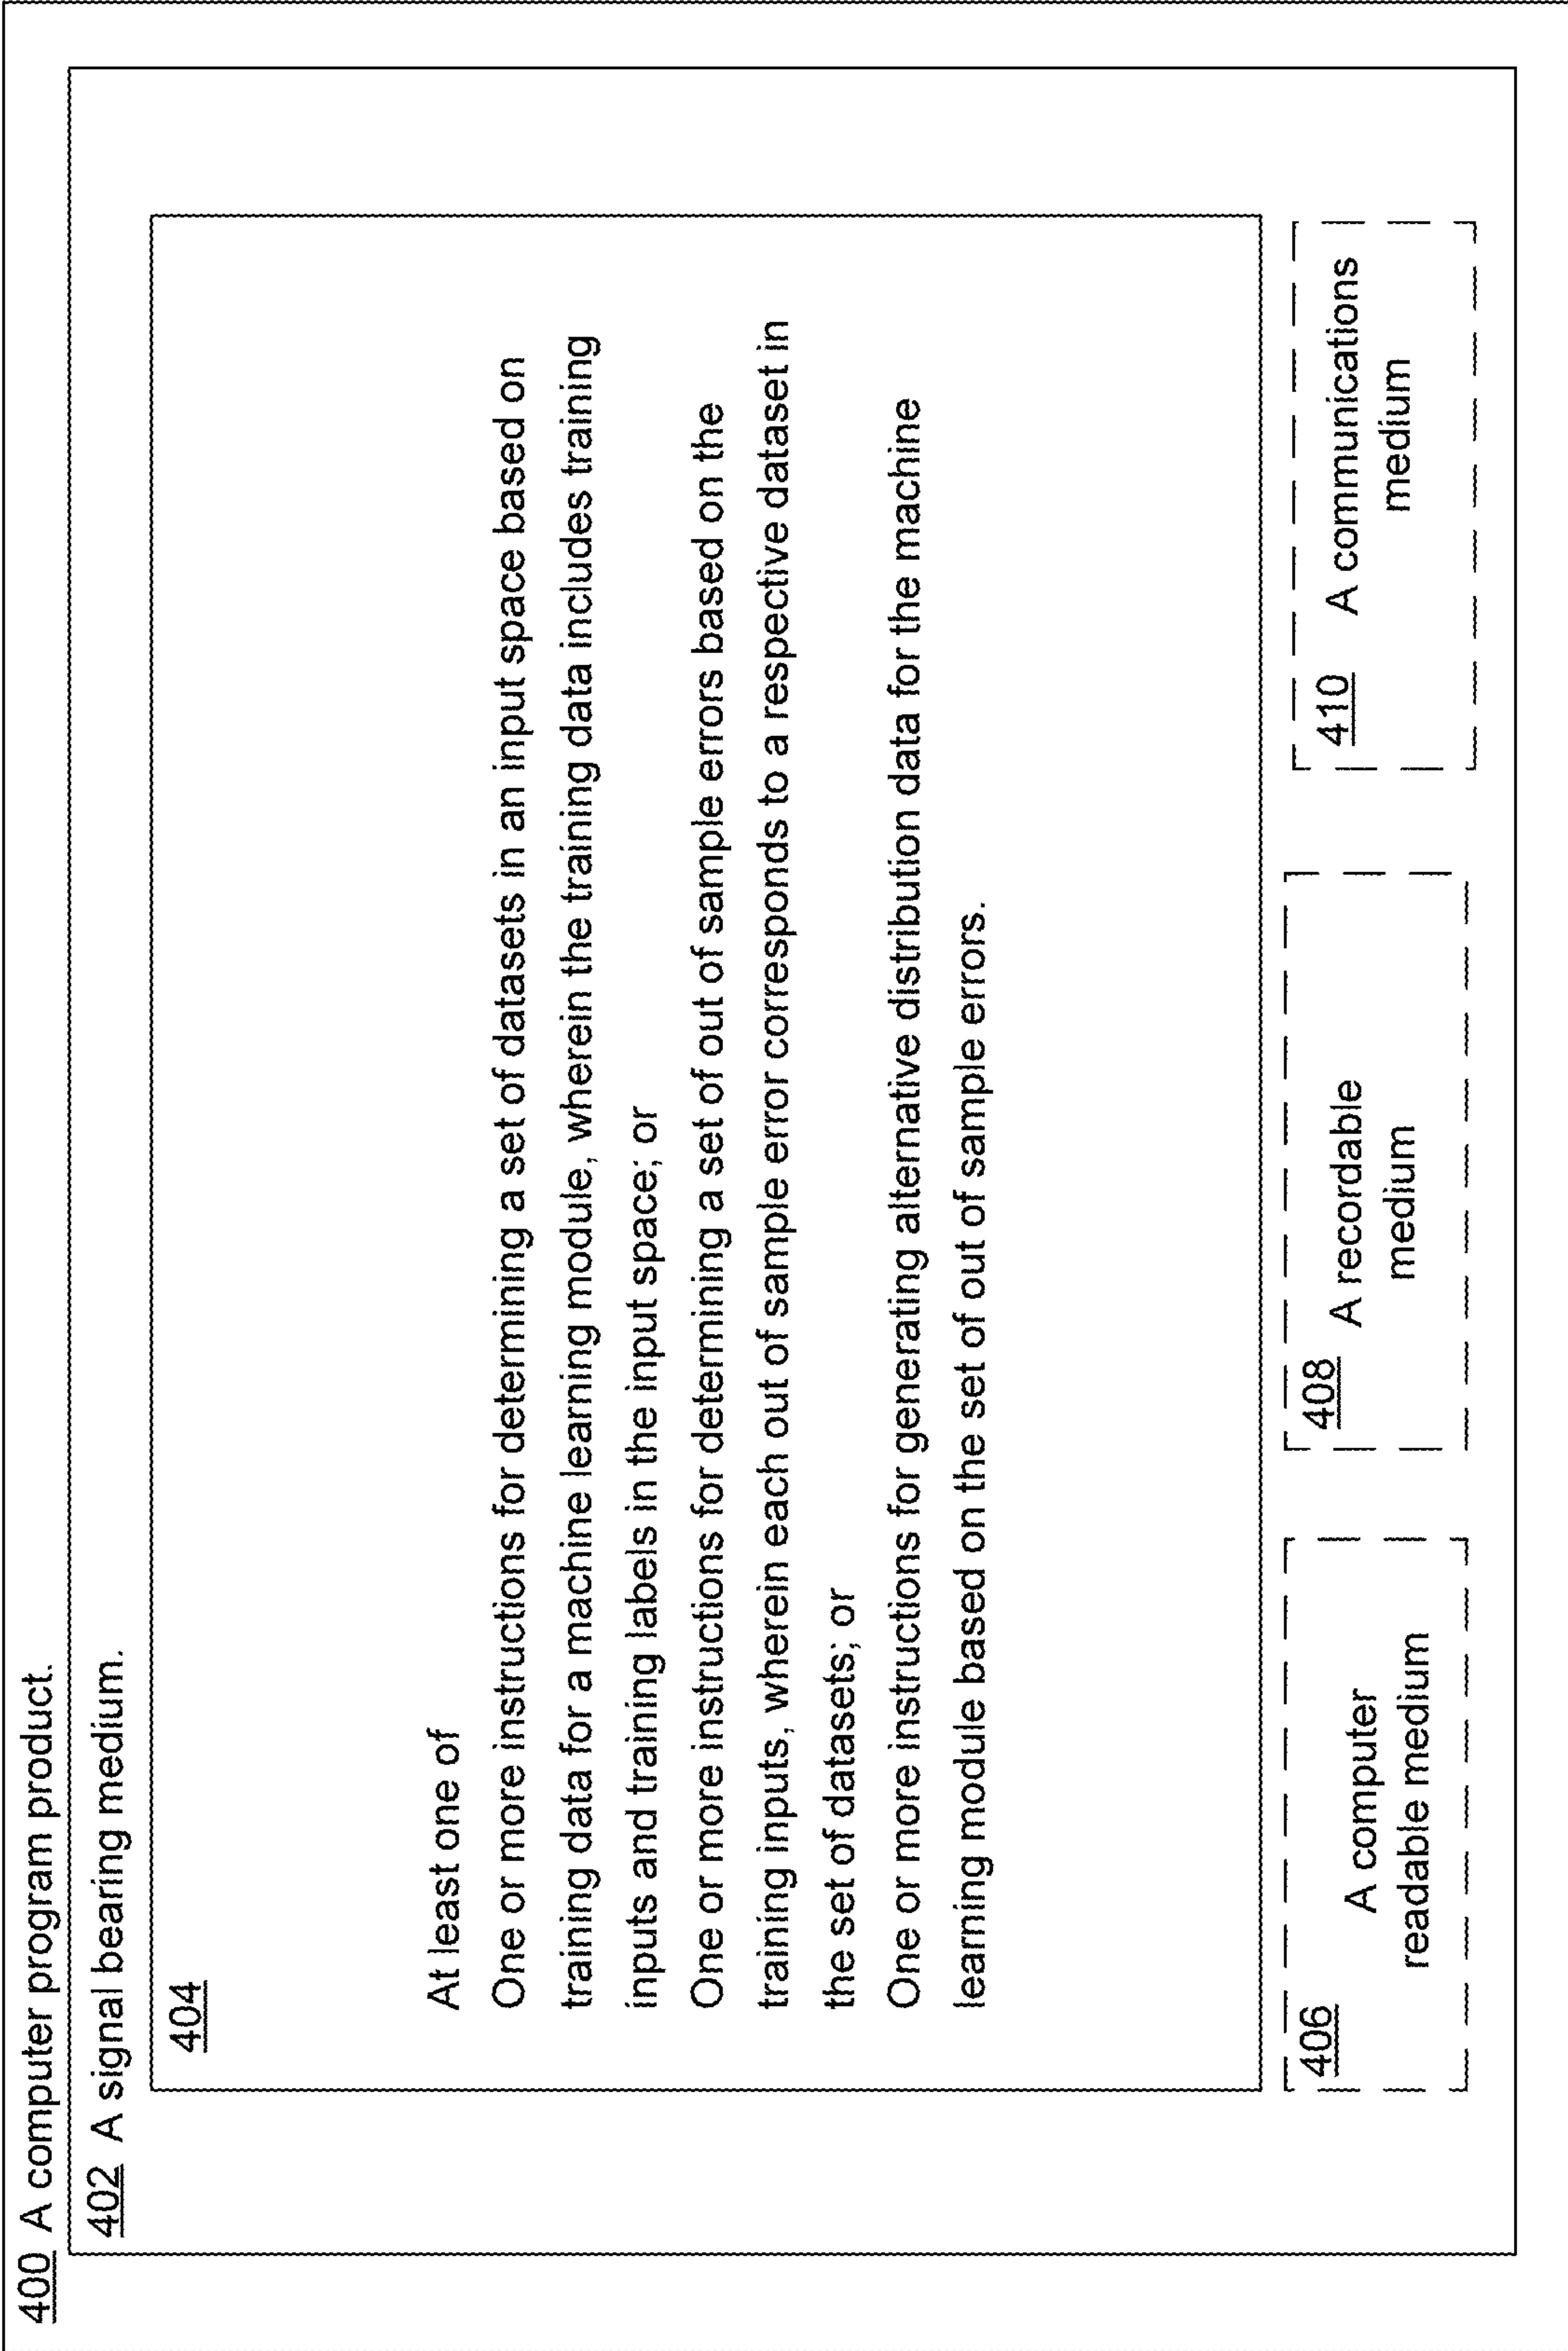 400 A computer program product.
402 A signal bearing medium.
404
At least one of
One or more instructions for determining a set of datasets in an input space based on
training data for a machine learning module, wherein the training data includes training
inputs and training labels in the input space; or
One or more instructions for determining a set of out of sample errors based on the
training inputs, wherein each out of sample error corresponds to a respective dataset in
the set of datasets; or
One or more instructions for generating alternative distribution data for the machine
learning module based on the set of out of sample errors.
406 A computer
readable medium
408 A recordable
medium
410 A communications
medium